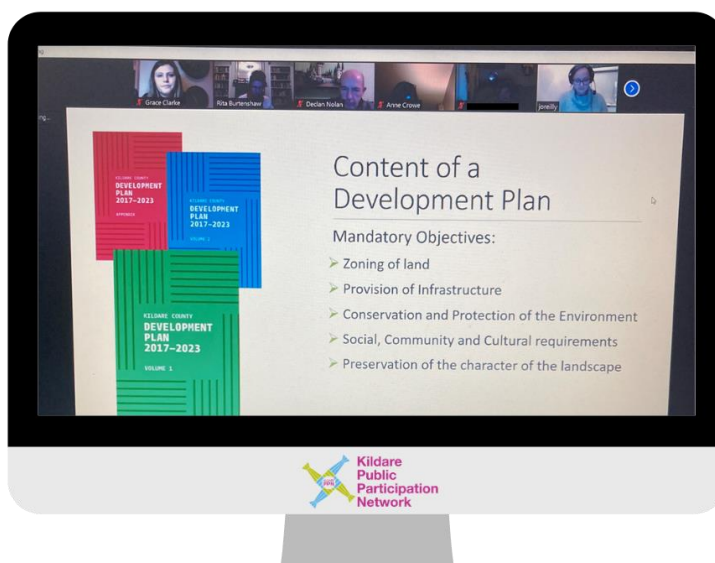 Grace Clarke
Rita Burtenshaw
Declan Nolan
Anne Crowe
joreilly
KILDARE COUNTY
DEVELOPMENT
PLAN
2017–2023
APPENDIX
KILDARE COUNTY
DEVELOPMENT
PLAN
2017–2023
VOLUME 2
KILDARE COUNTY
DEVELOPMENT
PLAN
2017–2023
VOLUME 1
Content of a
Development Plan
Mandatory Objectives:
Zoning of land
Provision of Infrastructure
Conservation and Protection of the Environment
Social, Community and Cultural requirements
Preservation of the character of the landscape
Kildare
Public
Participation
Network